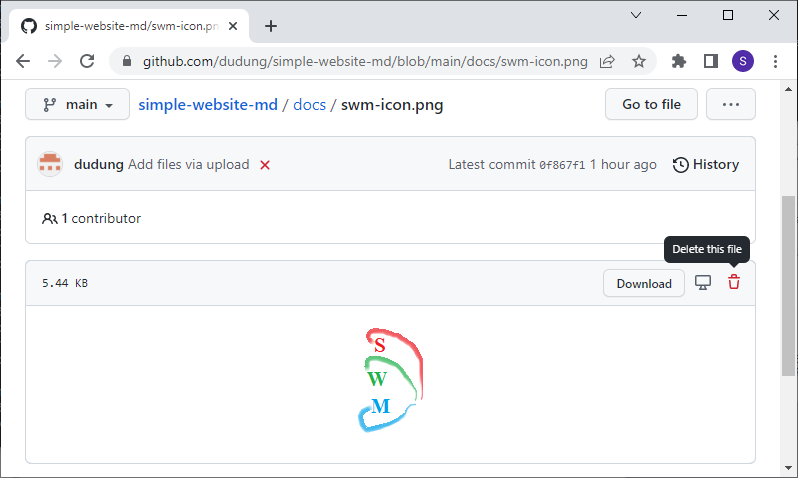 simple-website-md/swm-icon.pn
github.com/dudung/simple-website-md/blob/main/docs/swm-icon.png
S
main
simple-website-md / docs / swm-icon.png
Go to file
dudung Add files via upload
Latest commit 0f867f1 1 hour ago
History
1 contributor
Delete this file
5.44 KB
Download
S
W
M